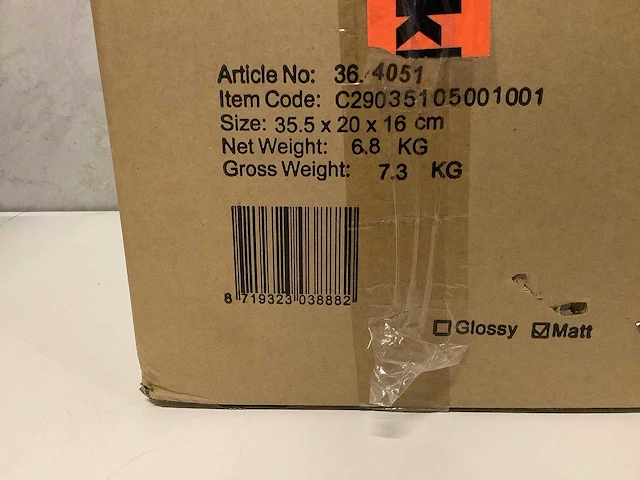 Article No: 36.4051
Item Code: C29035105001001
Size: 35.5 x 20 x 16 cm
Net Weight: 6.8 KG
Gross Weight: 7.3 KG
8 719323 038882
Glossy Matt